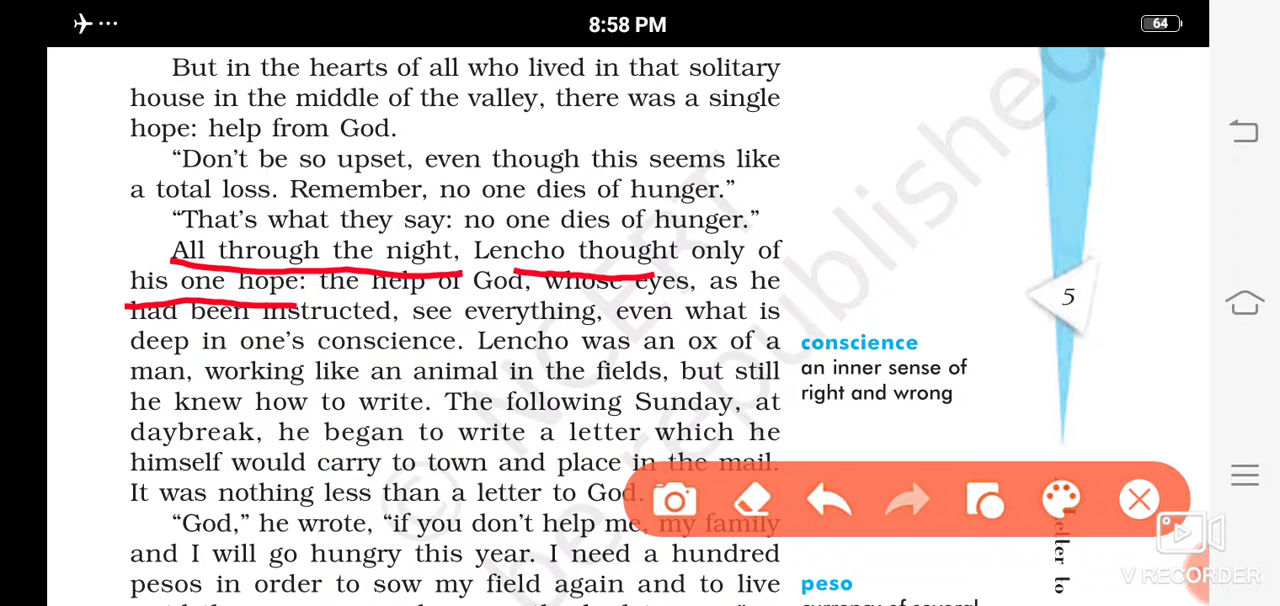 8:58 PM
64
But in the hearts of all who lived in that solitary
house in the middle of the valley, there was a single
hope: help from God.
“Don’t be so upset, even though this seems like
a total loss. Remember, no one dies of hunger.”
“That’s what they say: no one dies of hunger.”
All through the night, Lencho thought only of
his one hope: the help of God, whose eyes, as he
had been instructed, see everything, even what is
deep in one’s conscience. Lencho was an ox of a
man, working like an animal in the fields, but still
he knew how to write. The following Sunday, at
daybreak, he began to write a letter which he
himself would carry to town and place in the mail.
It was nothing less than a letter to God.
“God,” he wrote, “if you don’t help me, my family
and I will go hungry this year. I need a hundred
pesos in order to sow my field again and to live
5
conscience
an inner sense of
right and wrong
peso
currency of several
etter to
© NCERT
be republished
V RECORDER